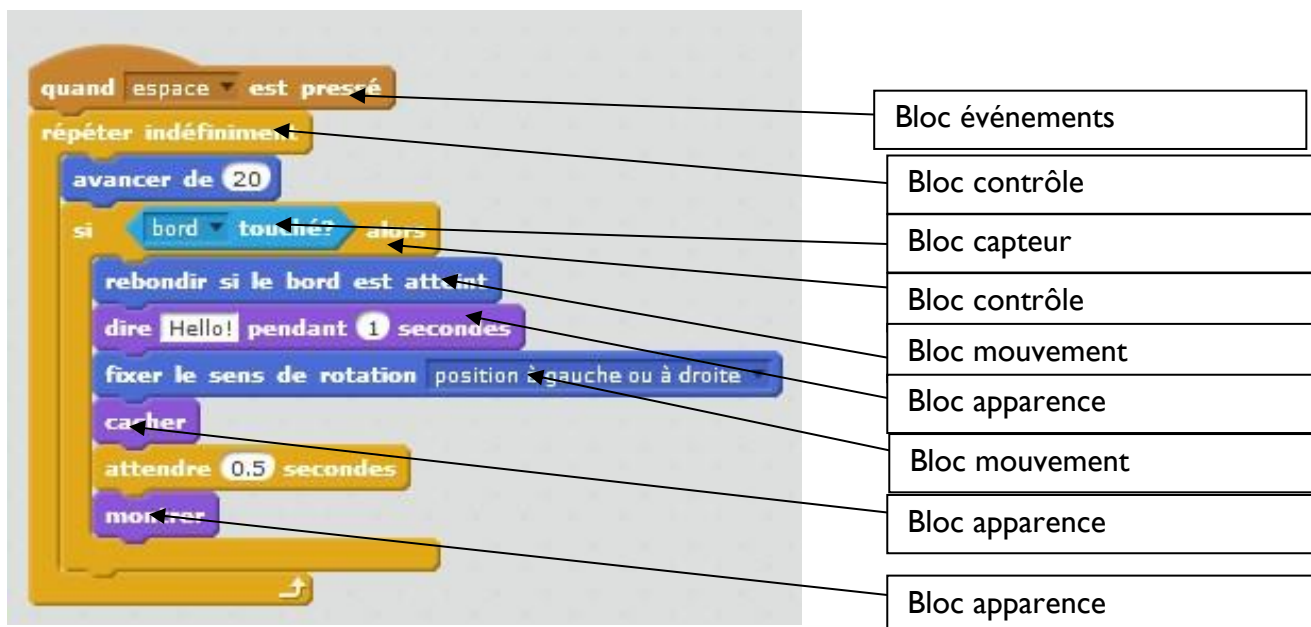 quand espace est pressé
répéter indéfiniment
avancer de 20
si bord touché? alors
rebondir si le bord est atteint
dire Hello! pendant 1 secondes
fixer le sens de rotation position à gauche ou à droite
cacher
attendre 0.5 secondes
montrer
Bloc événements
Bloc contrôle
Bloc capteur
Bloc contrôle
Bloc mouvement
Bloc apparence
Bloc mouvement
Bloc apparence
Bloc apparence